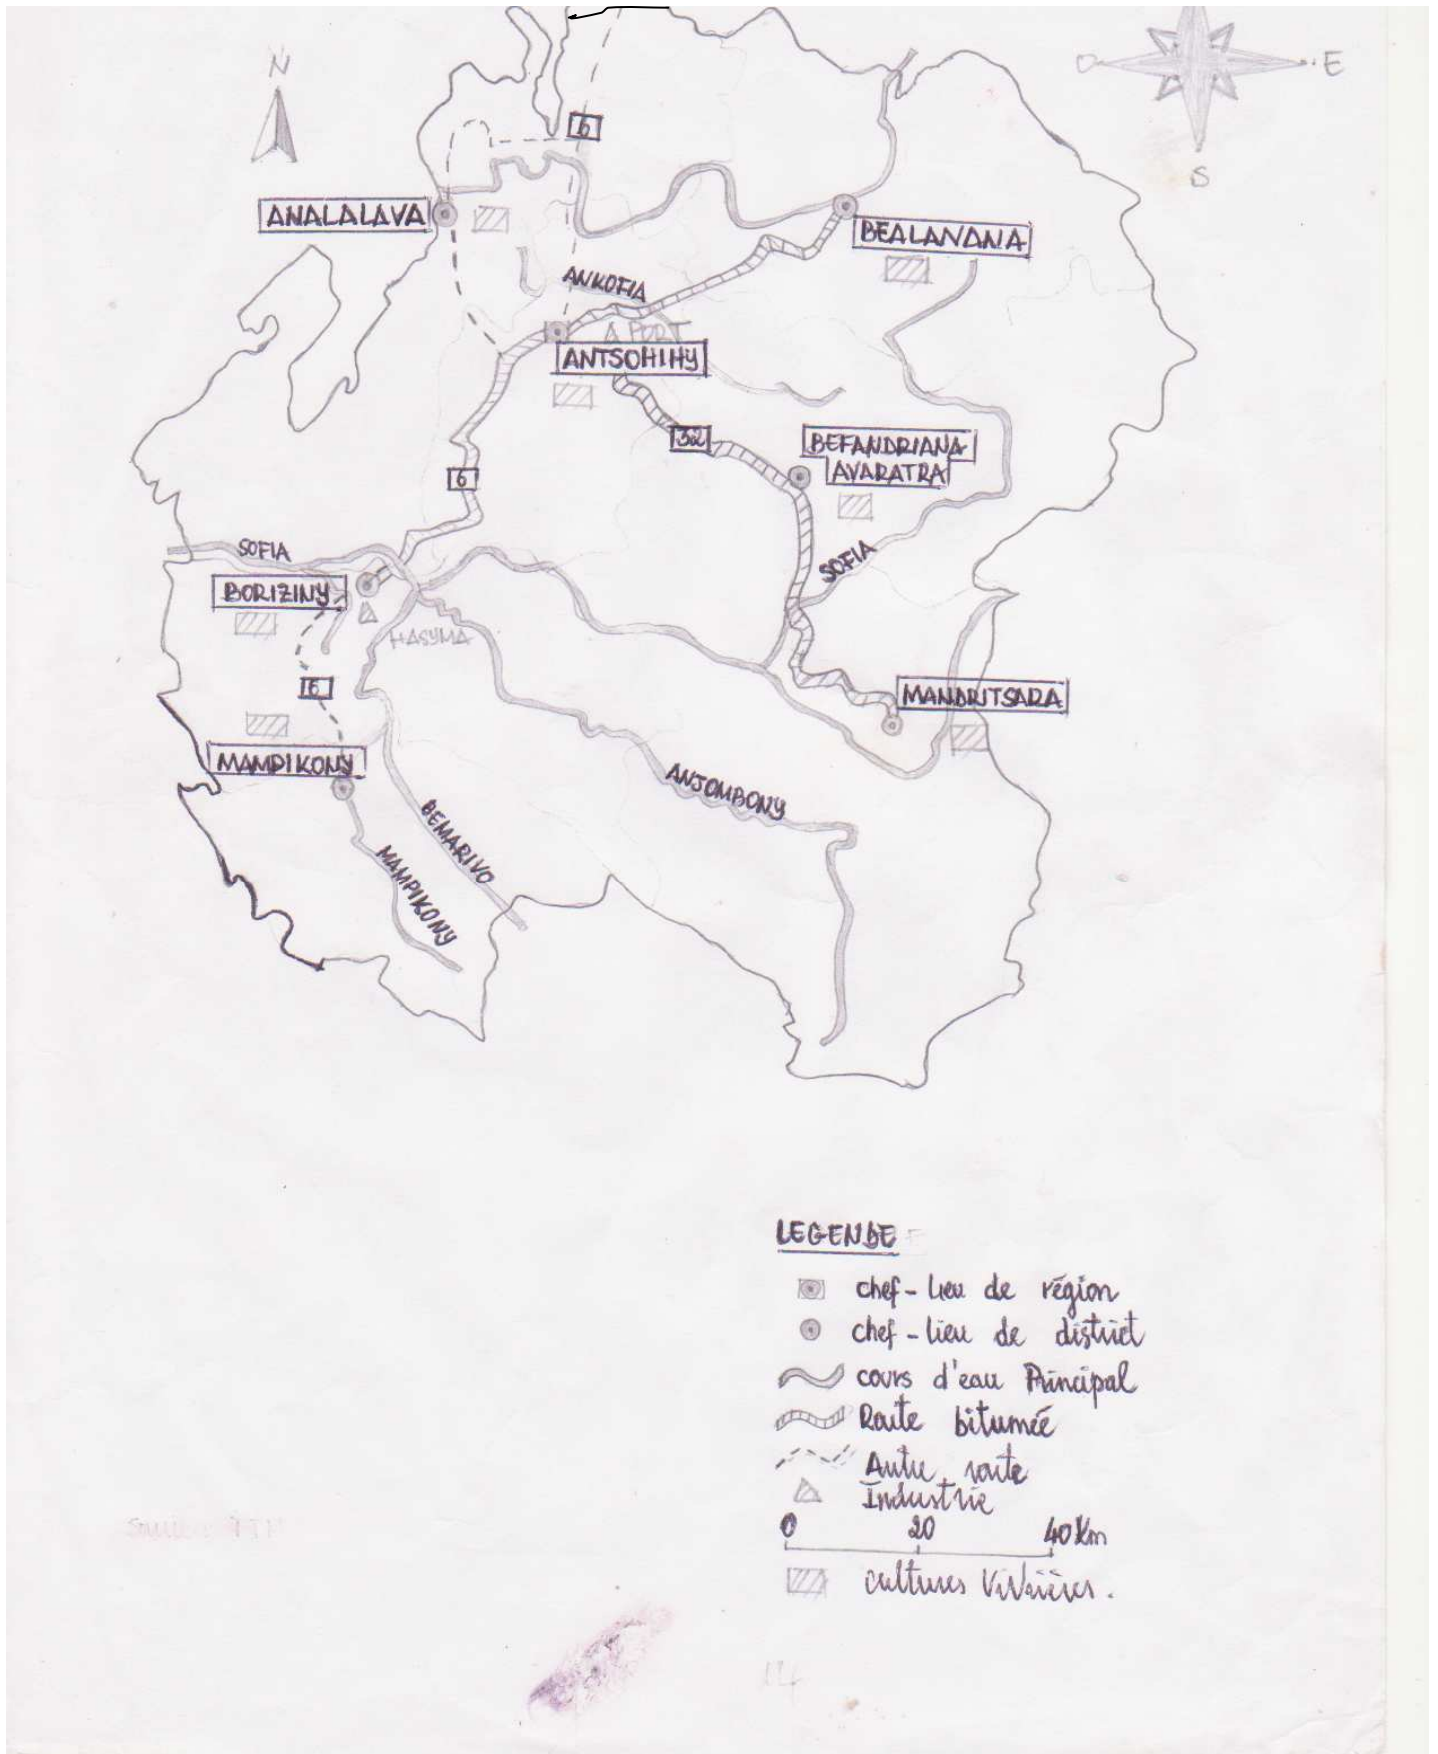 N
E
S
6
ANALALAVA
BEALANANA
ANKOFIA
A PORT
ANTSOHIHY
32
BEFANDRIANA
AVARATRA
6
SOFIA
SOFIA
BORIZINY
HASYMA
6
MANDRITSARA
MAMPIKONY
ANJOMBONY
BEMARIVO
MAMPIKONY
LEGENDE
chef-lieu de région
chef-lieu de district
cours d'eau Principal
Route bitumée
Autre route
Industrie
0 20 40 Km
cultures Vivrières.